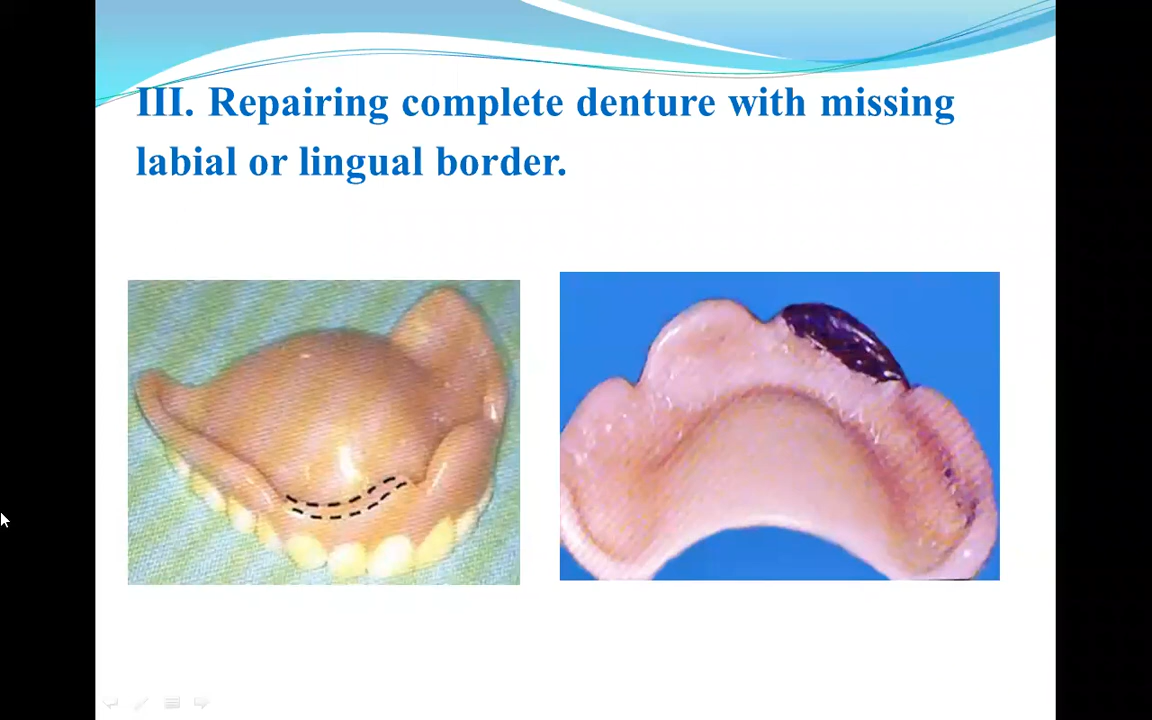 III. Repairing complete denture with missing
labial or lingual border.